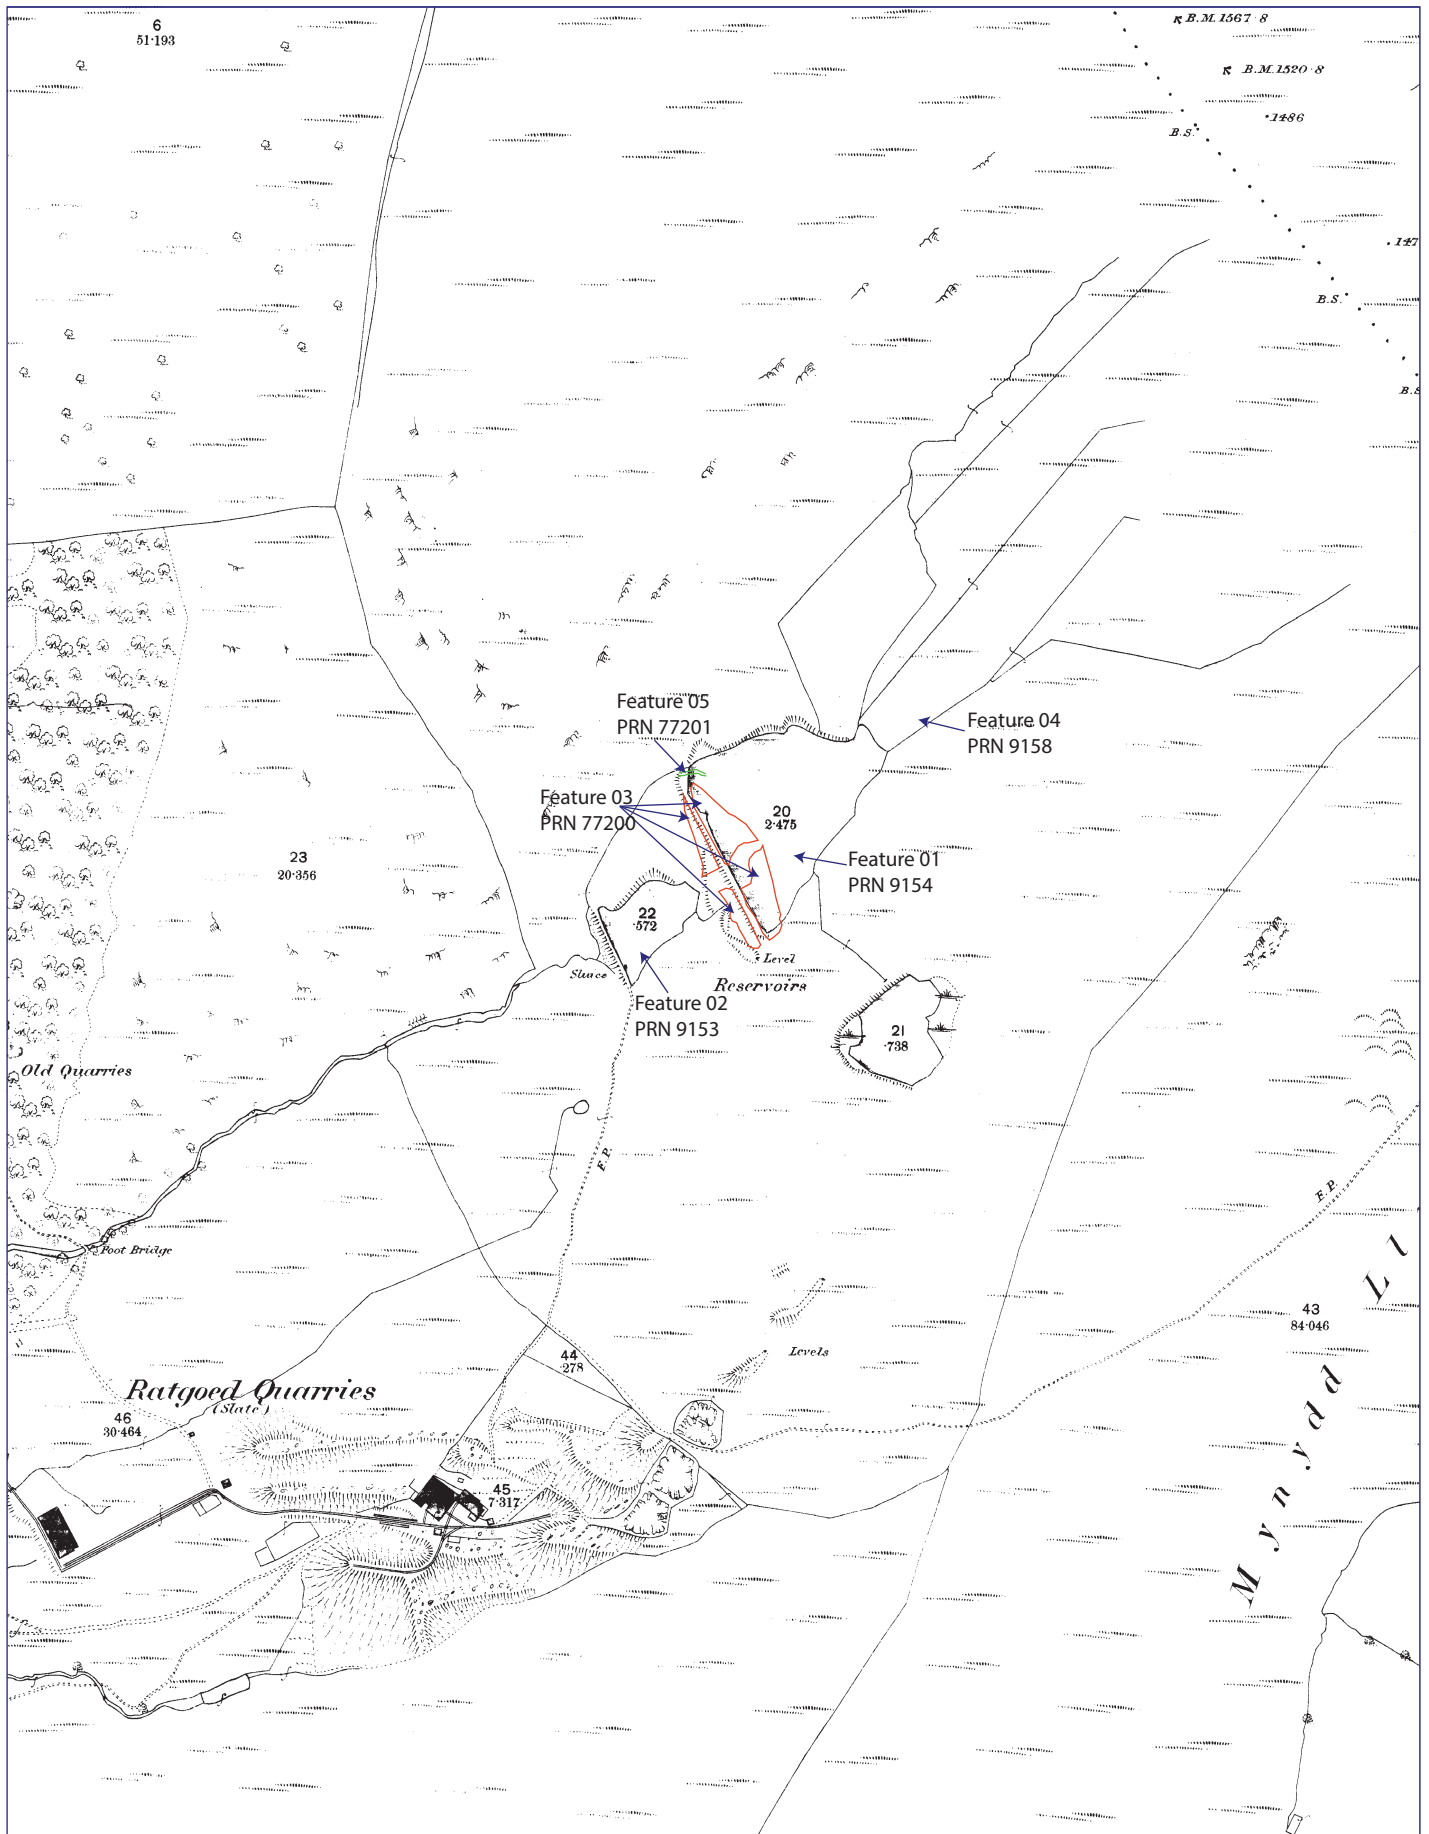 6
51·193
B.M. 1567·8
B.M. 1520·8
·1486
B.S.
·147
B.S.
B.S
Feature 05
PRN 77201
Feature 04
PRN 9158
Feature 03
PRN 77200
20
2·475
Feature 01
PRN 9154
23
20·356
22
·572
Level
Sluice
Reservoirs
Feature 02
PRN 9153
21
·738
Old Quarries
F.P.
F.P.
Foot Bridge
43
84·046
Levels
44
·278
Ratgoed Quarries
(Slate)
46
30·464
45
7·317
Mynydd Ll